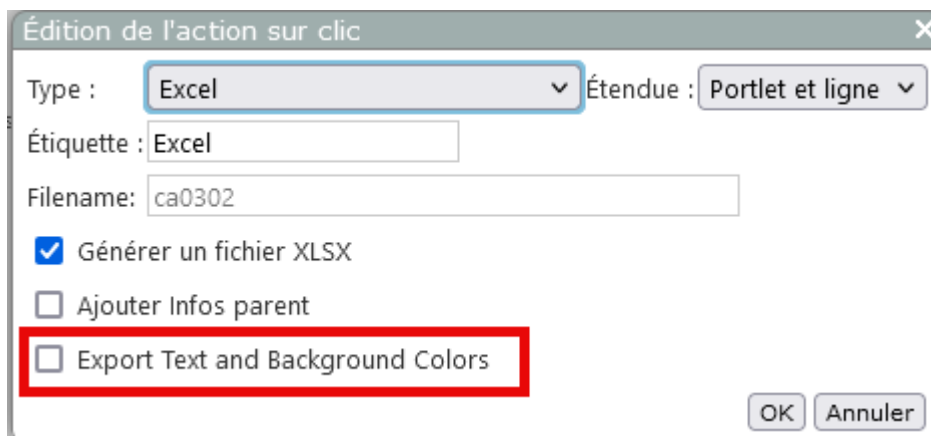 Édition de l'action sur clic
Type : Excel Étendue : Portlet et ligne
Étiquette : Excel
Filename: ca0302
Générer un fichier XLSX
Ajouter Infos parent
Export Text and Background Colors
OK Annuler